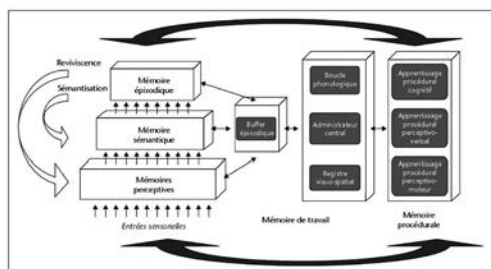 Reviviscence
Sémantisation
Mémoire
épisodique
Mémoire
sémantique
Mémoires
perceptives
Entrées sensorielles
Buffer
épisodique
Boucle
phonologique
Administrateur
central
Registre
visuo-spatial
Mémoire de travail
Apprentissage
procédural
cognitif
Apprentissage
procédural
perceptivo-
verbal
Apprentissage
procédural
perceptivo-
moteur
Mémoire
procédurale